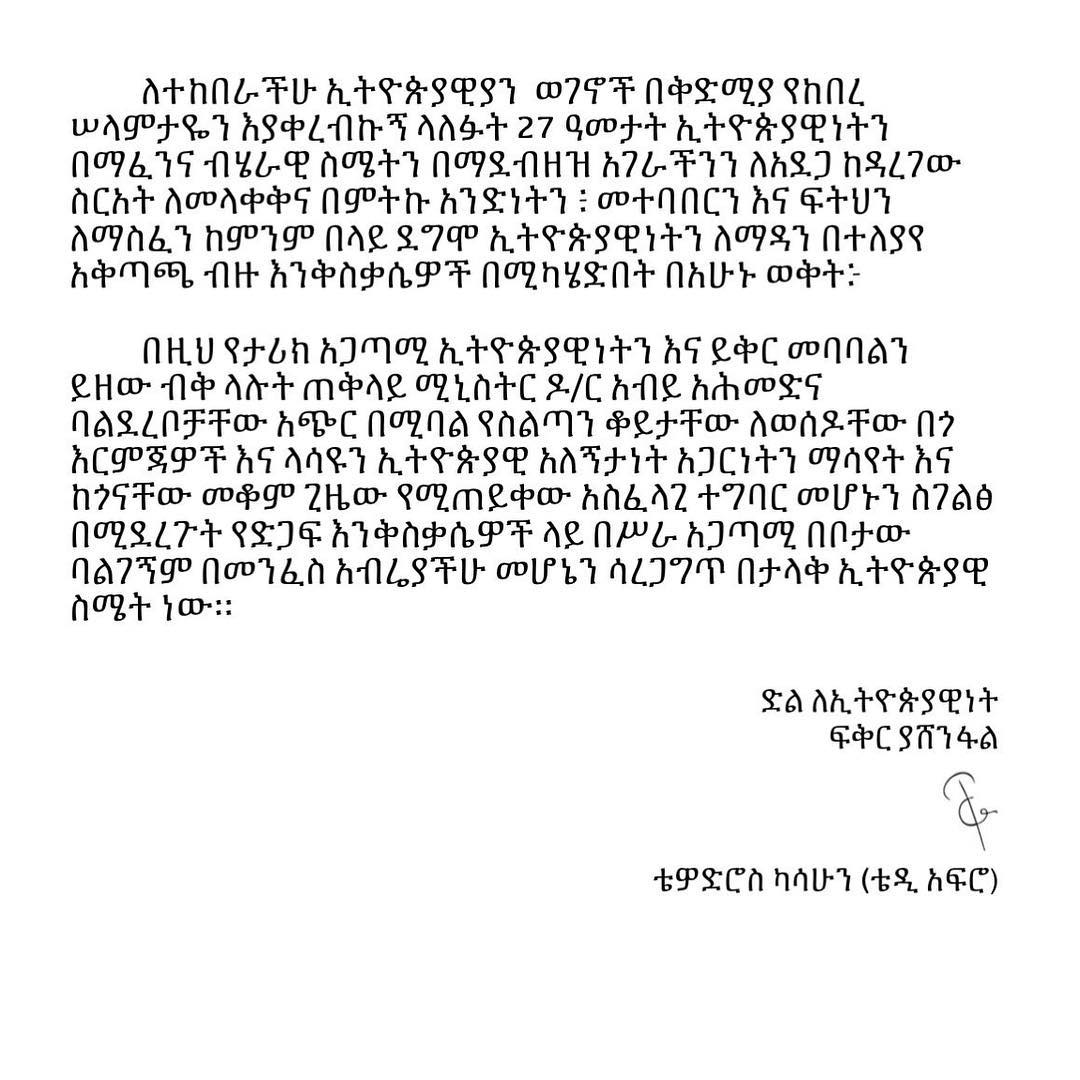 ለተከበራችሁ ኢትዮጵያዊያን ወገኖች በቅድሚያ የከበረ
ሠላምታዬን እያቀረብኩኝ ላለፉት 27 ዓመታት ኢትዮጵያዊነትን
በማፈንና ብሄራዊ ስሜትን በማደብዘዝ አገራችንን ለአደጋ ከዳረገው
ስርአት ለመላቀቅና በምትኩ አንድነትን ፥ መተባበርን እና ፍትህን
ለማስፈን ከምንም በላይ ደግሞ ኢትዮጵያዊነትን ለማዳን በተለያየ
አቅጣጫ ብዙ እንቅስቃሴዎች በሚካሄድበት በአሁኑ ወቅት፦
በዚህ የታሪክ አጋጣሚ ኢትዮጵያዊነትን እና ይቅር መባባልን
ይዘው ብቅ ላሉት ጠቅላይ ሚኒስትር ዶ/ር አብይ አሕመድና
ባልደረቦቻቸው አጭር በሚባል የስልጣን ቆይታቸው ለወሰዶቸው በጎ
እርምጃዎች እና ላሳዩን ኢትዮጵያዊ አለኝታነት አጋርነትን ማሳየት እና
ከጎናቸው መቆም ጊዜው የሚጠይቀው አስፈላጊ ተግባር መሆኑን ስገልፅ
በሚደረጉት የድጋፍ እንቅስቃሴዎች ላይ በሥራ አጋጣሚ በቦታው
ባልገኝም በመንፈስ አብሬያችሁ መሆኔን ሳረጋግጥ በታላቅ ኢትዮጵያዊ
ስሜት ነው።
ድል ለኢትዮጵያዊነት
ፍቅር ያሸንፋል
ቴዎድሮስ ካሳሁን (ቴዲ አፍሮ)